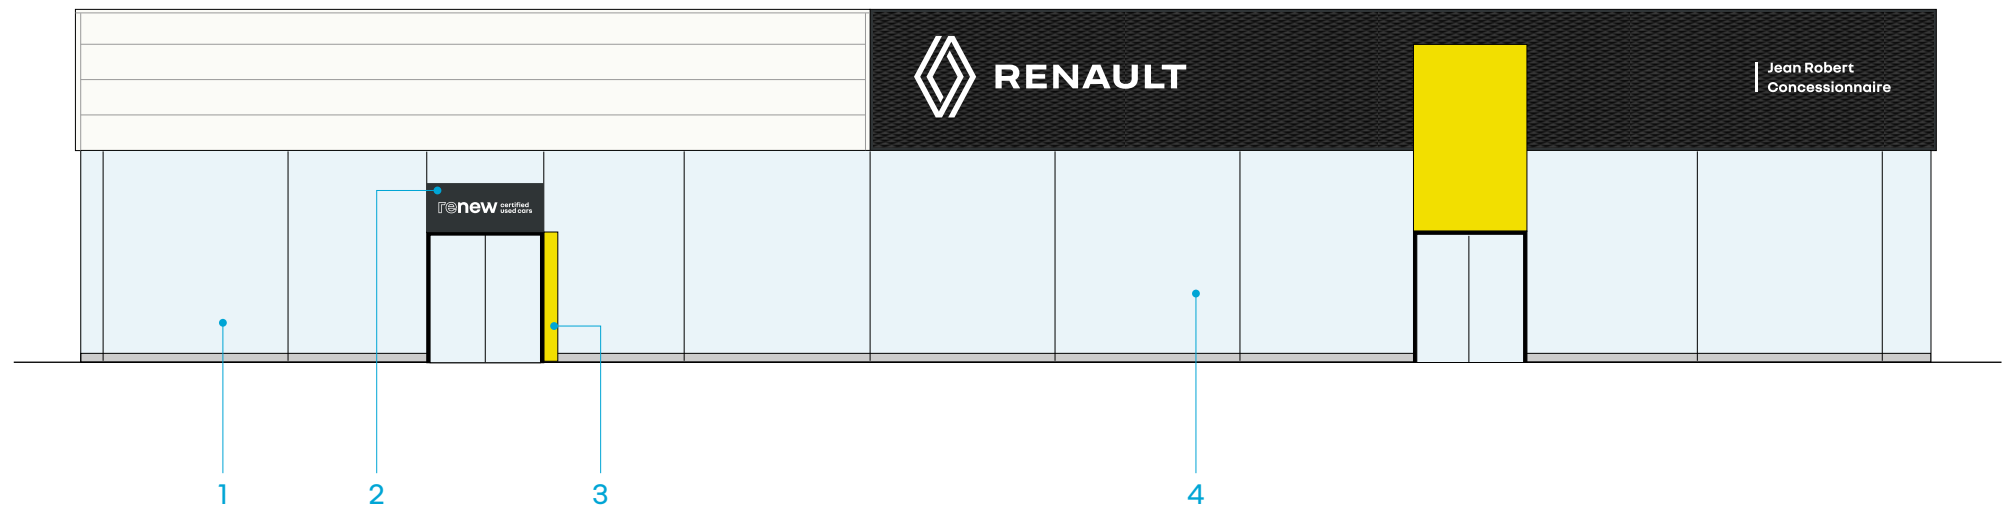 RENAULT
Jean Robert
Concessionnaire
renew certified
used cars
1
2
3
4